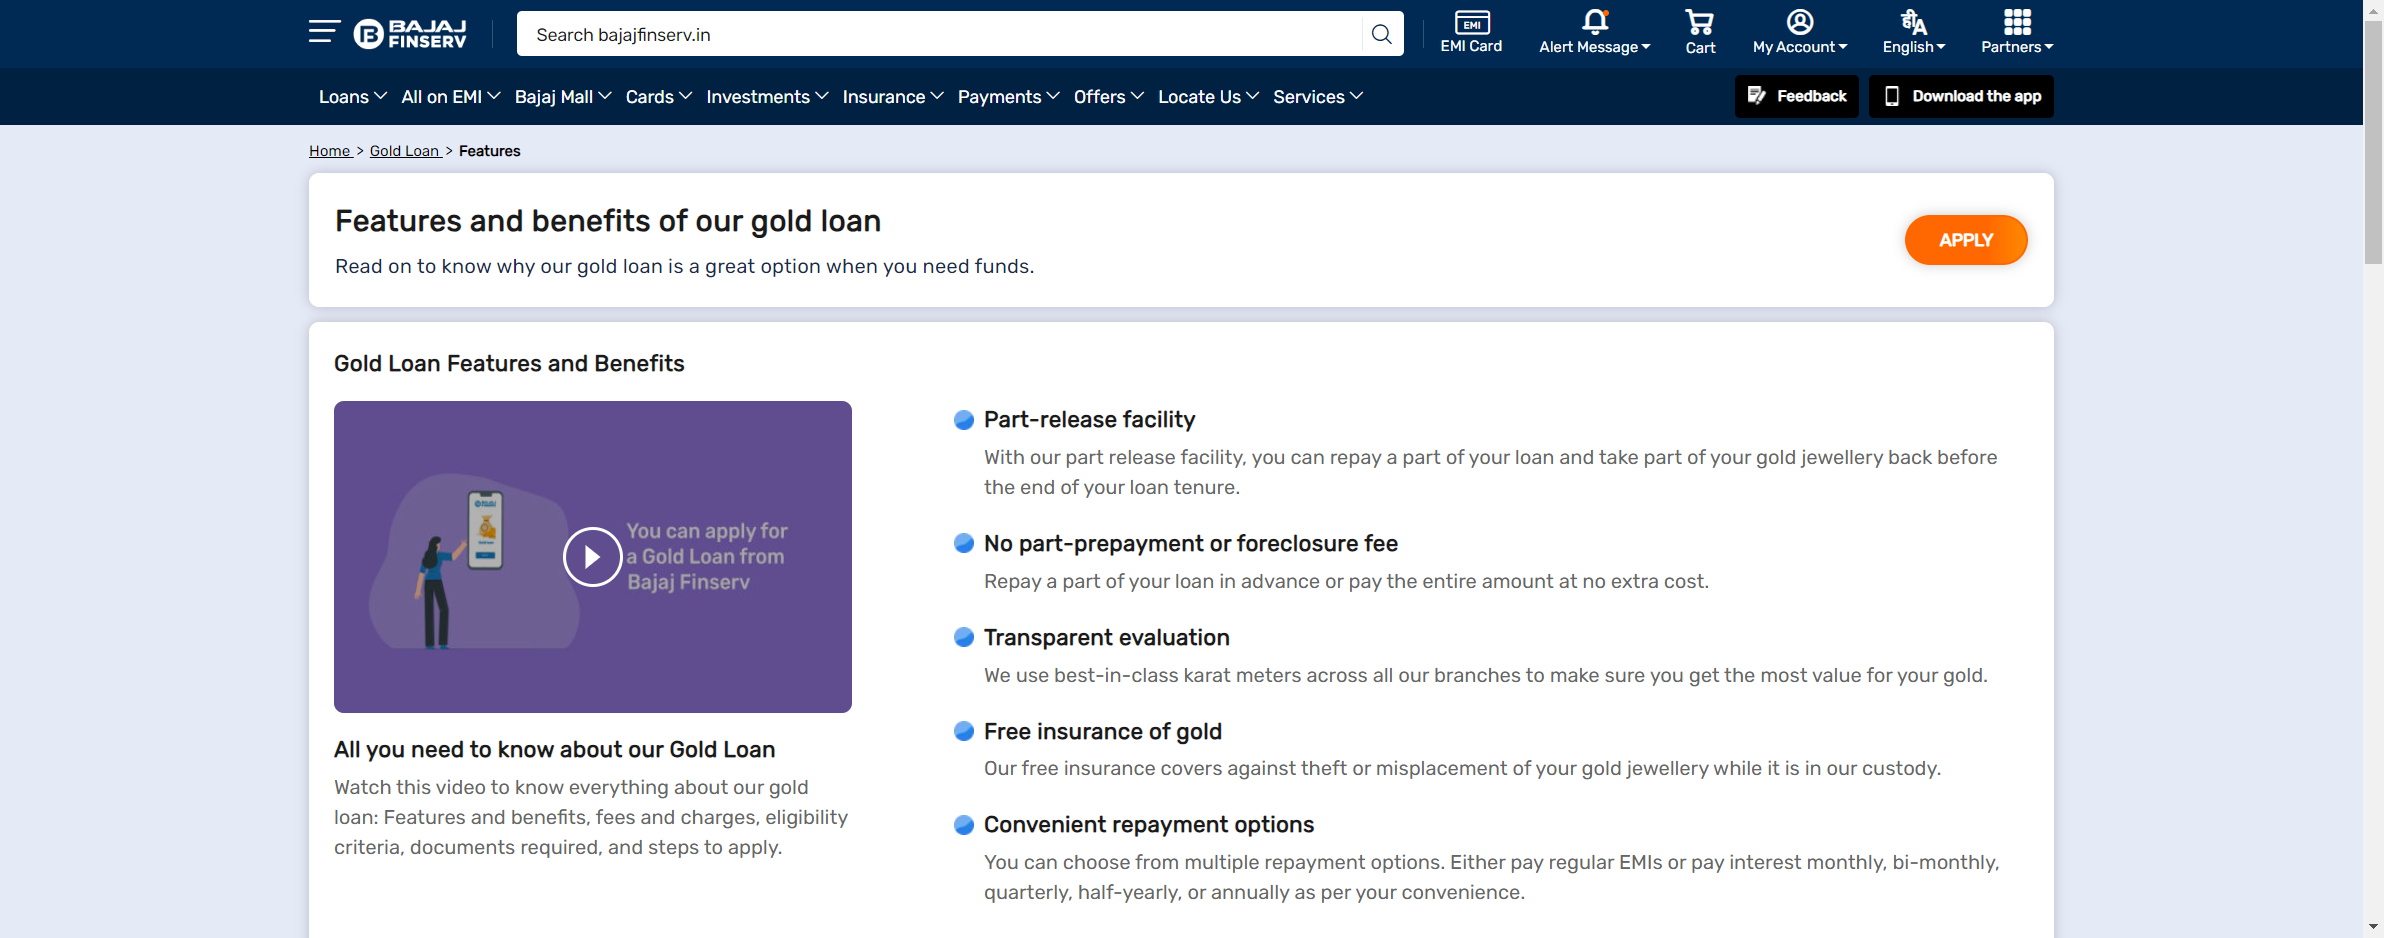 BAJAJ
FINSERV
Search bajajfinserv.in
EMI
EMI Card
Alert Message
Cart
My Account
हीA
English
Partners
Loans All on EMI Bajaj Mall Cards Investments Insurance Payments Offers Locate Us Services
Feedback
Download the app
Home > Gold Loan > Features
Features and benefits of our gold loan
Read on to know why our gold loan is a great option when you need funds.
APPLY
Gold Loan Features and Benefits
You can apply for
a Gold Loan from
Bajaj Finserv
All you need to know about our Gold Loan
Watch this video to know everything about our gold
loan: Features and benefits, fees and charges, eligibility
criteria, documents required, and steps to apply.
Part-release facility
With our part release facility, you can repay a part of your loan and take part of your gold jewellery back before
the end of your loan tenure.
No part-prepayment or foreclosure fee
Repay a part of your loan in advance or pay the entire amount at no extra cost.
Transparent evaluation
We use best-in-class karat meters across all our branches to make sure you get the most value for your gold.
Free insurance of gold
Our free insurance covers against theft or misplacement of your gold jewellery while it is in our custody.
Convenient repayment options
You can choose from multiple repayment options. Either pay regular EMIs or pay interest monthly, bi-monthly,
quarterly, half-yearly, or annually as per your convenience.